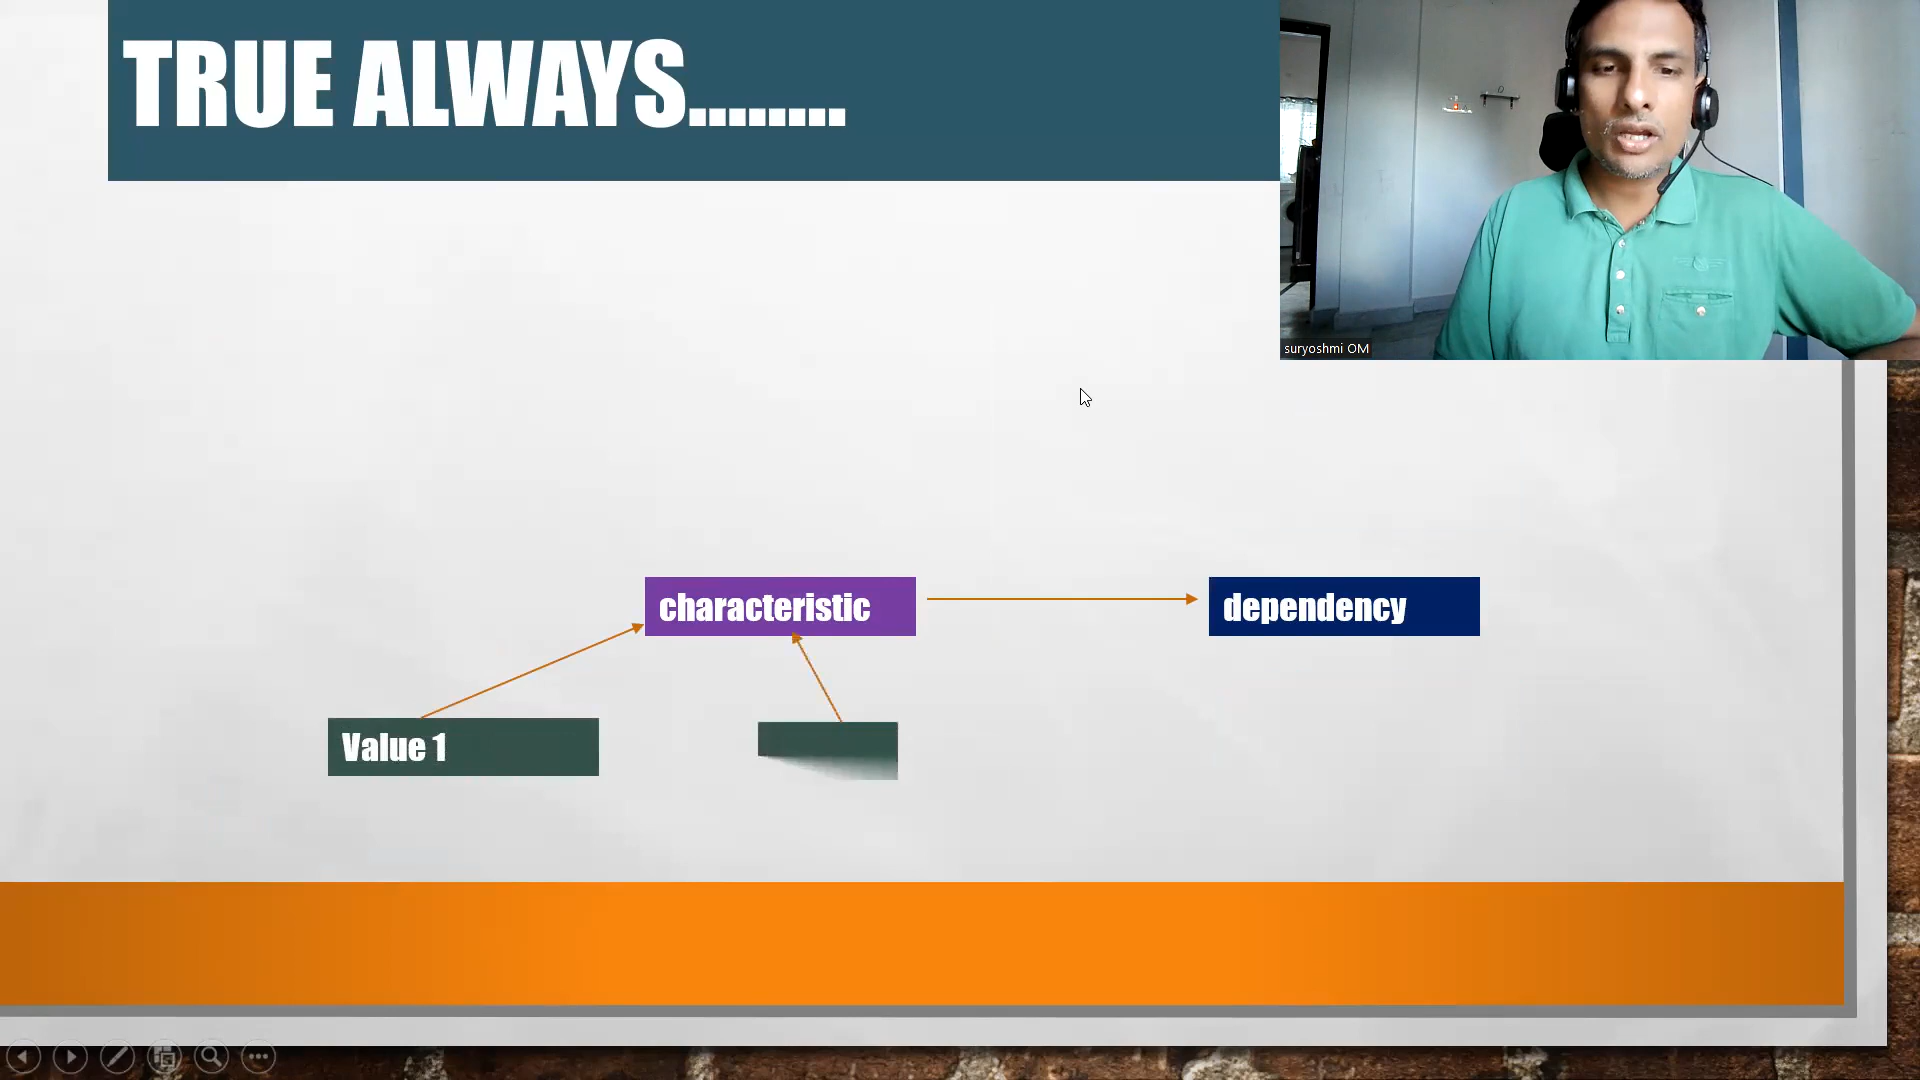 TRUE ALWAYS........
suryoshmi OM
characteristic
dependency
Value 1